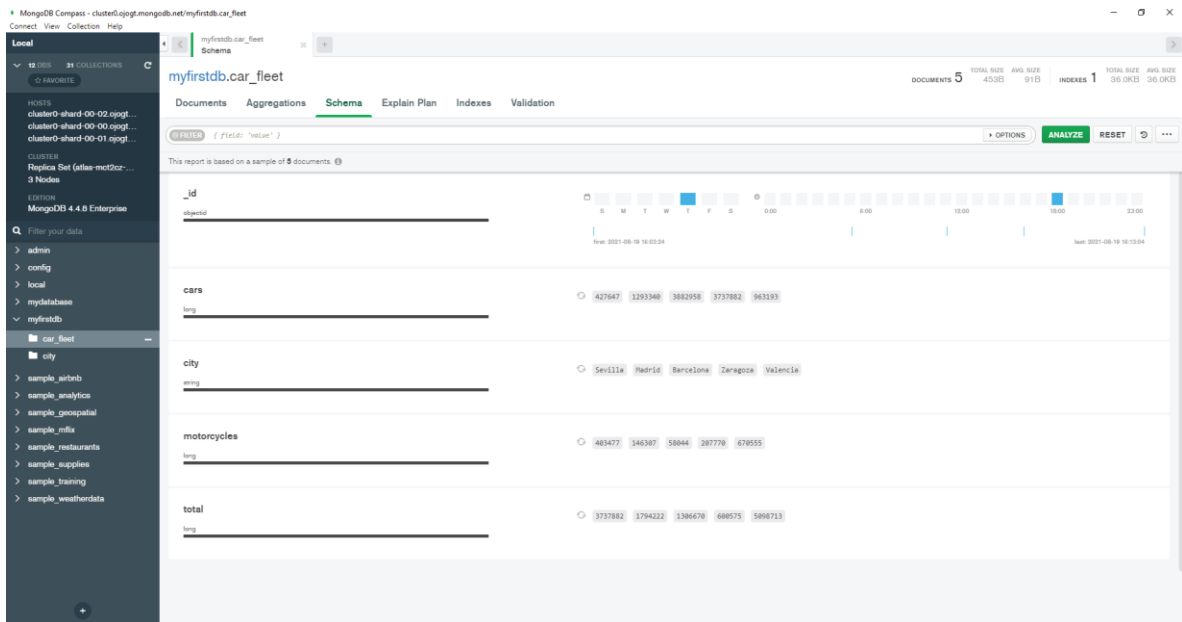 MongoDB Compass - cluster0.ojogt.mongodb.net/myfirstdb.car_fleet
Connect View Collection Help
Local
12 DBS 31 COLLECTIONS
☆ FAVORITE
HOSTS
cluster0-shard-00-02.ojogt...
cluster0-shard-00-00.ojogt...
cluster0-shard-00-01.ojogt...
CLUSTER
Replica Set (atlas-mct2cz-...
3 Nodes
EDITION
MongoDB 4.4.8 Enterprise
Filter your data
admin
config
local
mydatabase
myfirstdb
car_fleet
city
sample_airbnb
sample_analytics
sample_geospatial
sample_mflix
sample_restaurants
sample_supplies
sample_training
sample_weatherdata
myfirstdb.car_fleet
Schema
myfirstdb.car_fleet
DOCUMENTS 5 TOTAL SIZE 453B AVG. SIZE 91B INDEXES 1 TOTAL SIZE 36.0KB AVG. SIZE 36.0KB
Documents Aggregations Schema Explain Plan Indexes Validation
FILTER { field: 'value' } OPTIONS ANALYZE RESET ...
This report is based on a sample of 5 documents.
_id
objectid
S M T W T F S 0:00 6:00 12:00 18:00 23:00
first: 2021-08-19 18:03:34 last: 2021-08-19 18:13:04
cars
long
427647 1293340 3882958 3737882 963193
city
string
Sevilla Madrid Barcelona Zaragoza Valencia
motorcycles
long
403477 146307 58044 207770 670555
total
long
3737882 1794222 1306670 600575 5098713